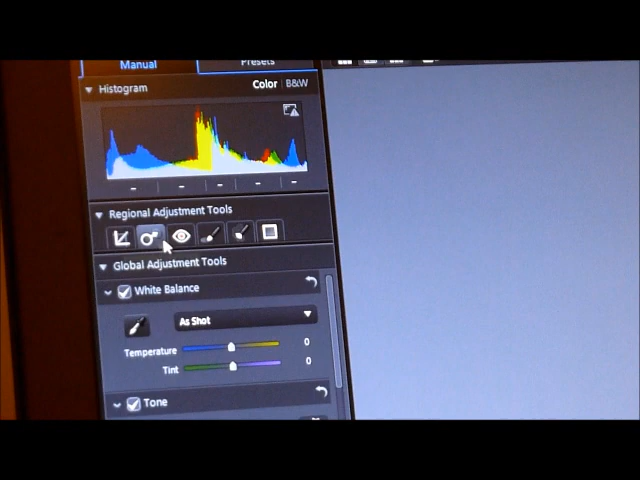 Manual Presets
Histogram Color | B&W
Regional Adjustment Tools
Global Adjustment Tools
White Balance
As Shot
Temperature 0
Tint 0
Tone